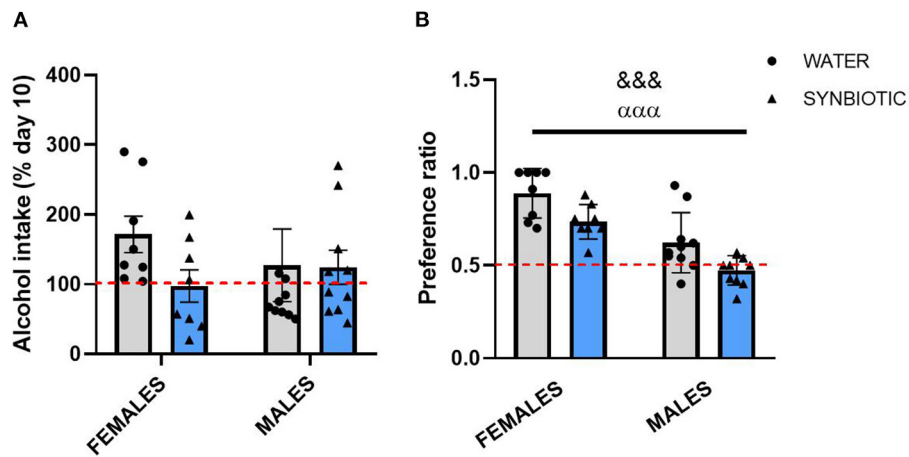 A
Alcohol intake (% day 10)
400
300
200
100
0
FEMALES
MALES
B
Preference ratio
1.5
1.0
0.5
0.0
&&&
ααα
FEMALES
MALES
WATER
SYNBIOTIC